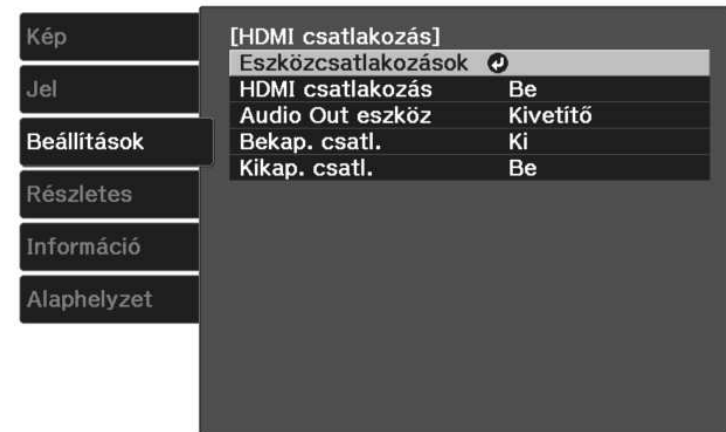 Kép
Jel
Beállítások
Részletes
Információ
Alaphelyzet
[HDMI csatlakozás]
Eszközcsatlakozások
HDMI csatlakozás Be
Audio Out eszköz Kivetítő
Bekap. csatl. Ki
Kikap. csatl. Be